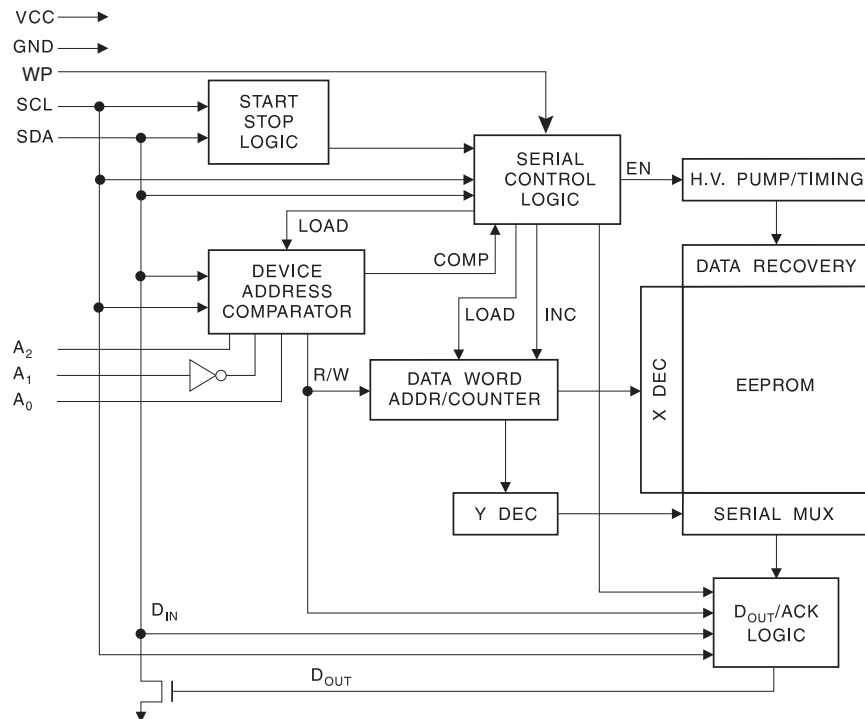 VCC
GND
WP
SCL
SDA
START
STOP
LOGIC
SERIAL
CONTROL
LOGIC
EN
H.V. PUMP/TIMING
LOAD
COMP
DEVICE
ADDRESS
COMPARATOR
DATA RECOVERY
LOAD
INC
A2
A1
A0
R/W
DATA WORD
ADDR/COUNTER
X DEC
EEPROM
Y DEC
SERIAL MUX
DIN
DOUT/ACK
LOGIC
DOUT